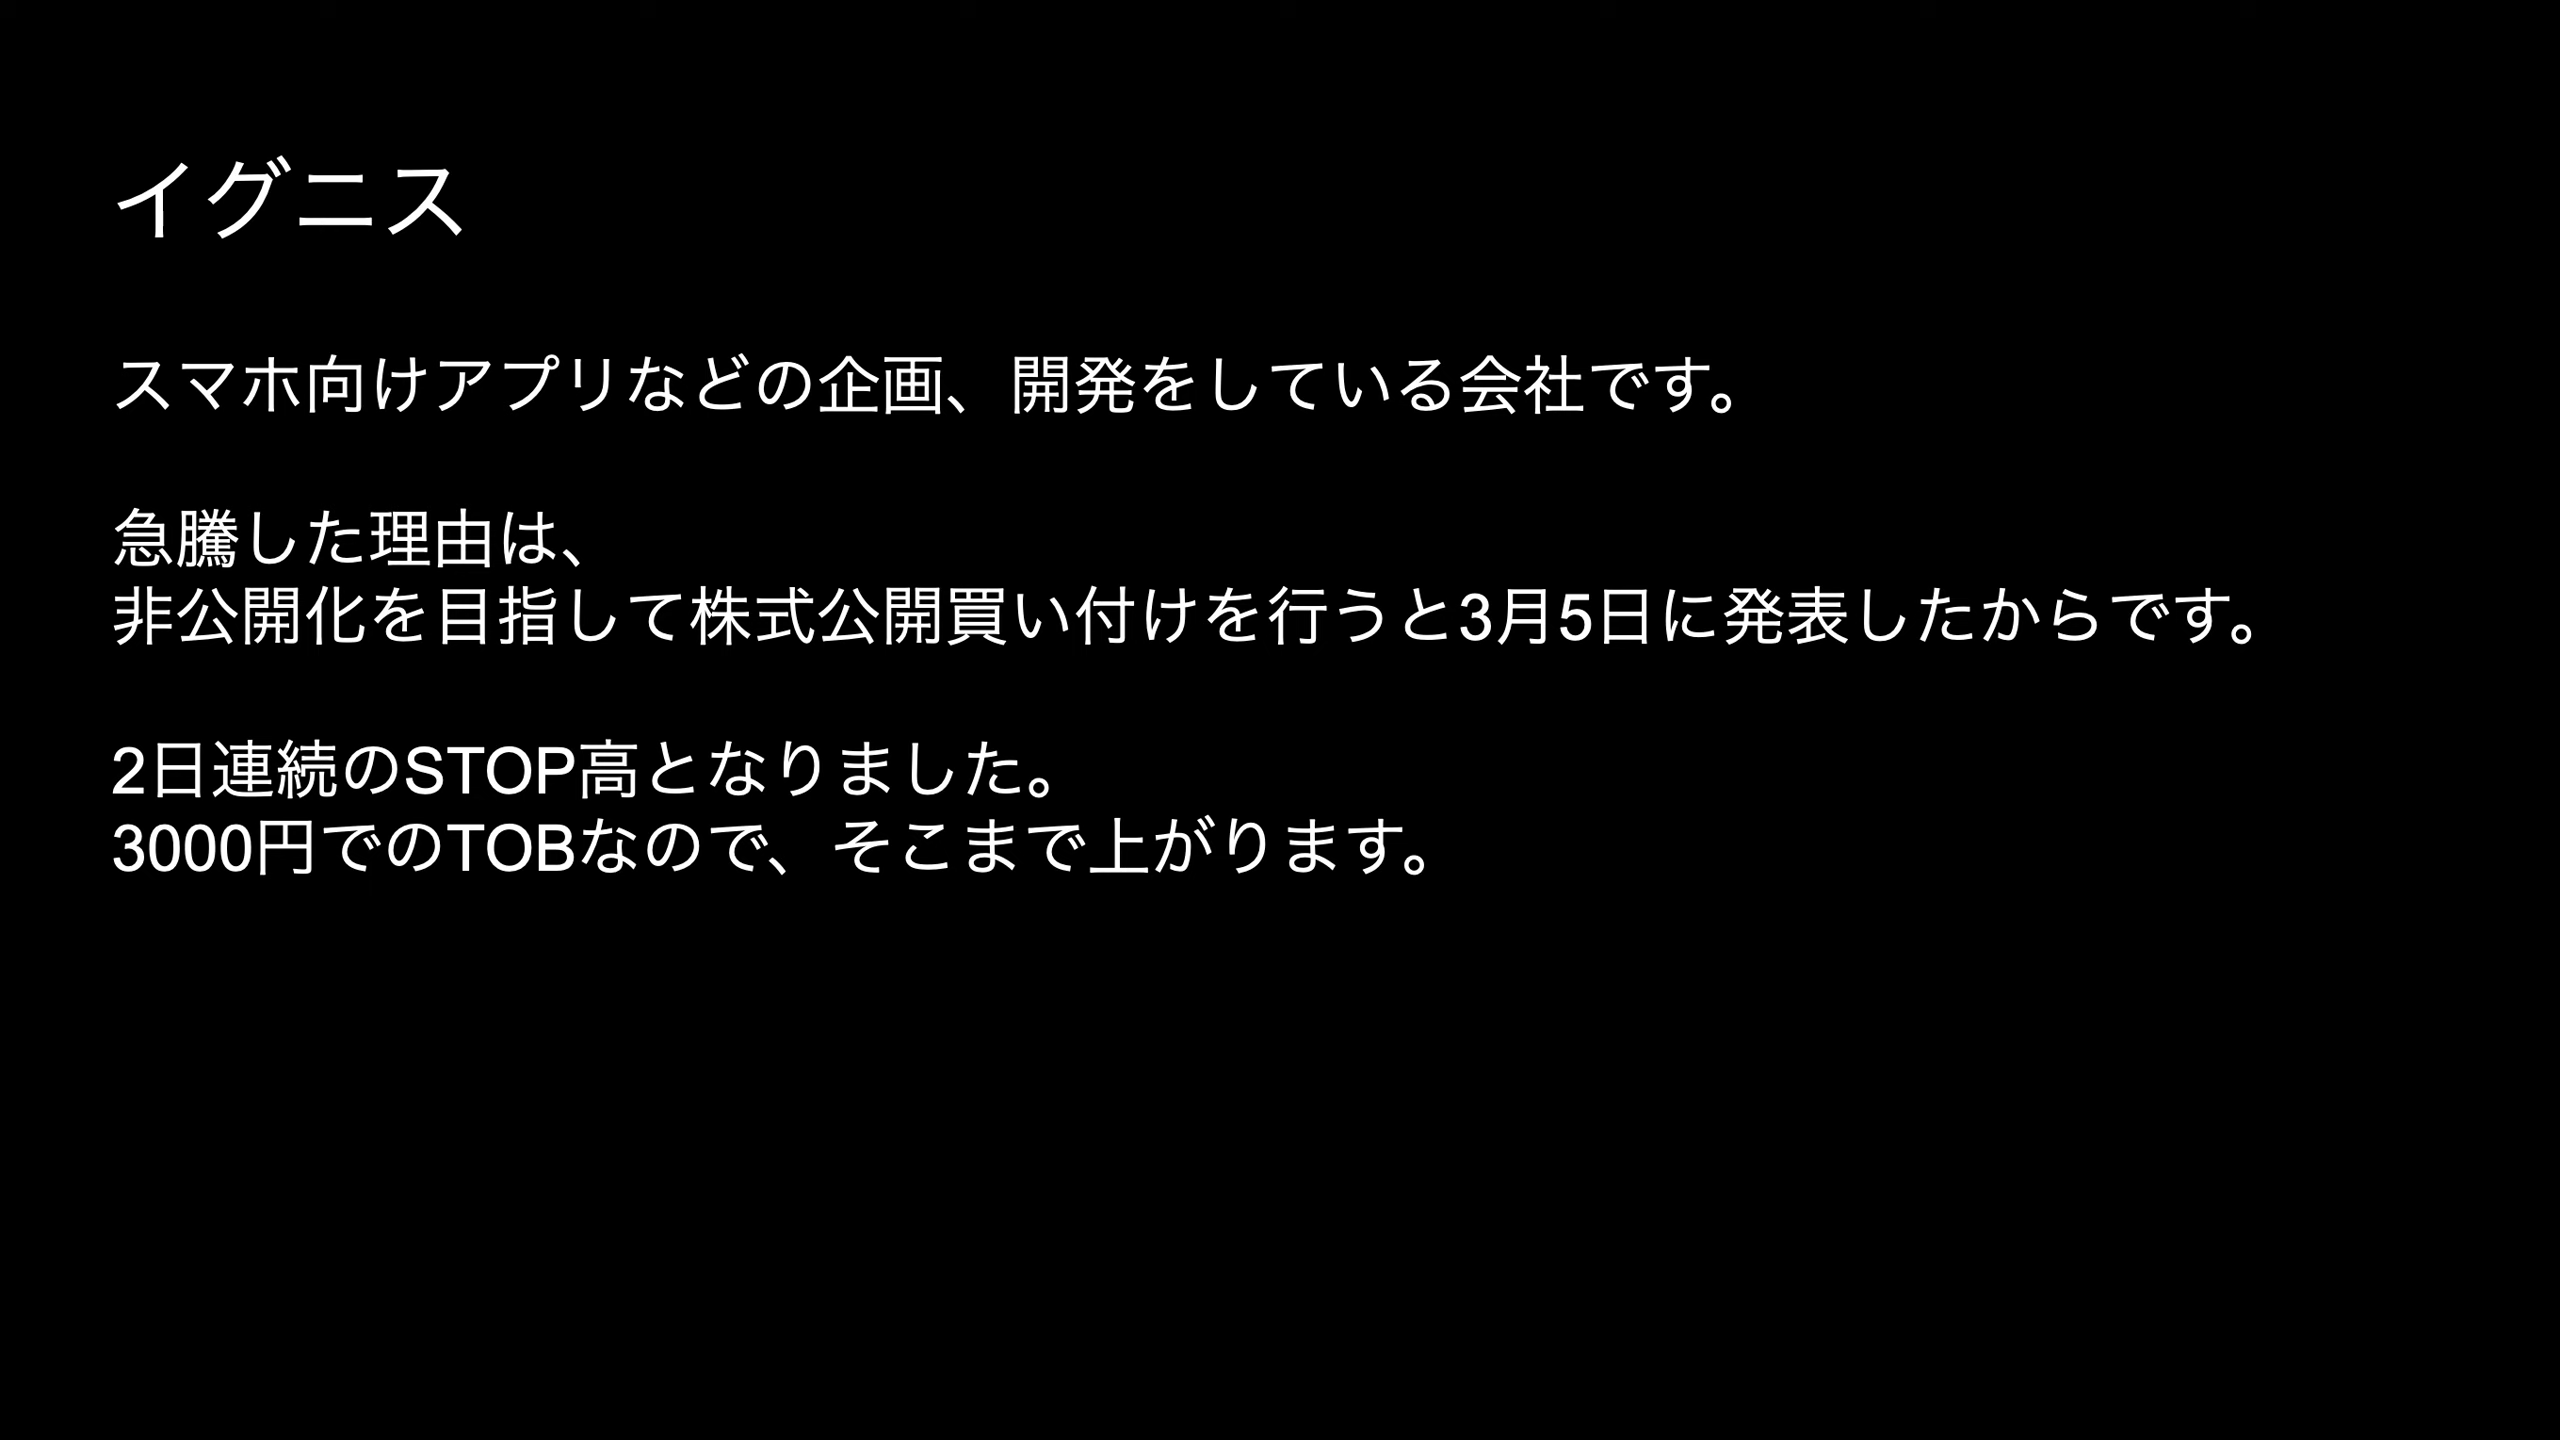 イグニス
スマホ向けアプリなどの企画、開発をしている会社です。
急騰した理由は、
非公開化を目指して株式公開買い付けを行うと3月5日に発表したからです。
2日連続のSTOP高となりました。
3000円でのTOBなので、そこまで上がります。